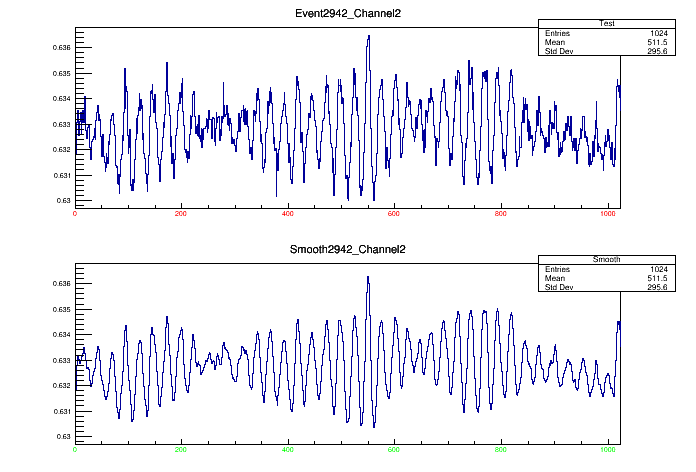 Event2942_Channel2
Test
Entries 1024
Mean 511.5
Std Dev 295.6
0.636
0.635
0.634
0.633
0.632
0.631
0.63
0 200 400 600 800 1000
Smooth2942_Channel2
Smooth
Entries 1024
Mean 511.5
Std Dev 295.6
0.636
0.635
0.634
0.633
0.632
0.631
0.63
0 200 400 600 800 1000